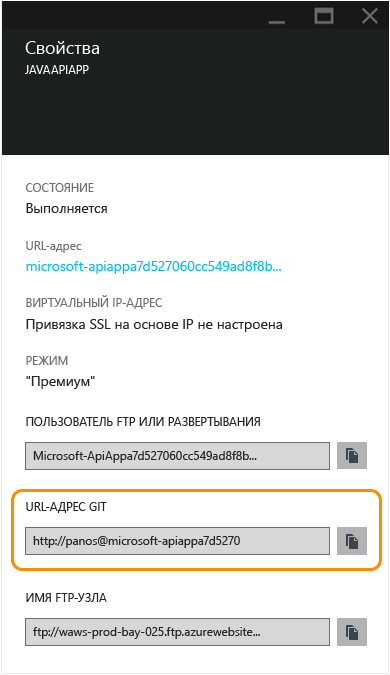 Свойства
JAVAAPIAPP
СОСТОЯНИЕ
Выполняется
URL-адрес
microsoft-apiappa7d527060cc549ad8f8b...
ВИРТУАЛЬНЫЙ IP-АДРЕС
Привязка SSL на основе IP не настроена
РЕЖИМ
"Премиум"
ПОЛЬЗОВАТЕЛЬ FTP ИЛИ РАЗВЕРТЫВАНИЯ
Microsoft-ApiAppa7d527060cc549ad8f8b...
URL-АДРЕС GIT
http://panos@microsoft-apiappa7d5270
ИМЯ FTP-УЗЛА
ftp://waws-prod-bay-025.ftp.azurewebsite...